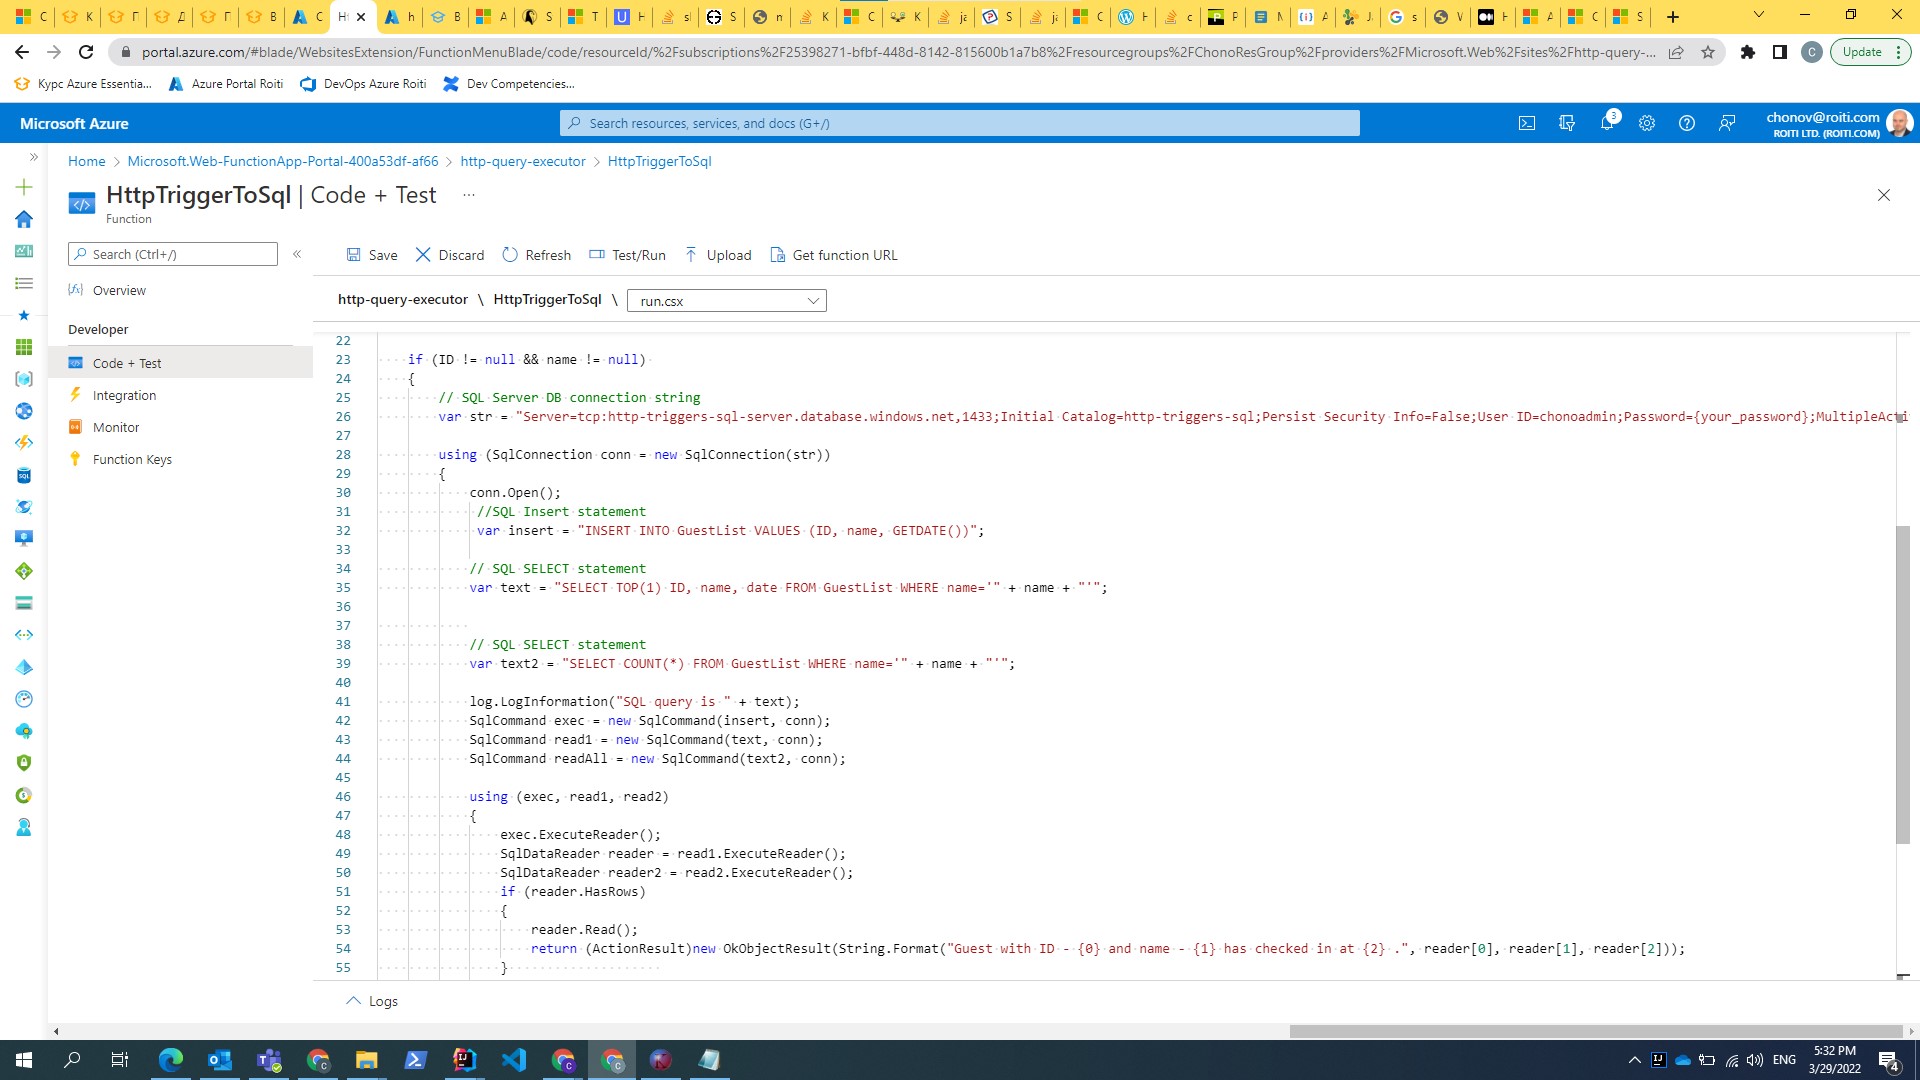 portal.azure.com/#blade/WebsitesExtension/FunctionMenuBlade/code/resourceId/%2Fsubscriptions%2F25398271-bfbf-448d-8142-815600b1a7b8%2Fresourcegroups%2FChonoResGroup%2Fproviders%2FMicrosoft.Web%2Fsites%2Fhttp-query-...
C
Update
Курс Azure Essentia...
Azure Portal Roiti
DevOps Azure Roiti
Dev Competencies...
Microsoft Azure
Search resources, services, and docs (G+/)
3
chonov@roiti.com
ROITI LTD. (ROITI.COM)
Home > Microsoft.Web-FunctionApp-Portal-400a53df-af66 > http-query-executor > HttpTriggerToSql
HttpTriggerToSql | Code + Test ...
Function
Search (Ctrl+/)
Overview
Developer
Code + Test
Integration
Monitor
Function Keys
Save
Discard
Refresh
Test/Run
Upload
Get function URL
http-query-executor \ HttpTriggerToSql \ run.csx
22
23 if (ID != null && name != null)
24 {
25 // SQL Server DB connection string
26 var str = "Server=tcp:http-triggers-sql-server.database.windows.net,1433;Initial Catalog=http-triggers-sql;Persist Security Info=False;User ID=chonoadmin;Password={your_password};MultipleActi
27
28 using (SqlConnection conn = new SqlConnection(str))
29 {
30 conn.Open();
31 //SQL Insert statement
32 var insert = "INSERT INTO GuestList VALUES (ID, name, GETDATE())";
33
34 // SQL SELECT statement
35 var text = "SELECT TOP(1) ID, name, date FROM GuestList WHERE name='" + name + "'";
36
37
38 // SQL SELECT statement
39 var text2 = "SELECT COUNT(*) FROM GuestList WHERE name='" + name + "'";
40
41 log.LogInformation("SQL query is " + text);
42 SqlCommand exec = new SqlCommand(insert, conn);
43 SqlCommand read1 = new SqlCommand(text, conn);
44 SqlCommand readAll = new SqlCommand(text2, conn);
45
46 using (exec, read1, read2)
47 {
48 exec.ExecuteReader();
49 SqlDataReader reader = read1.ExecuteReader();
50 SqlDataReader reader2 = read2.ExecuteReader();
51 if (reader.HasRows)
52 {
53 reader.Read();
54 return (ActionResult)new OkObjectResult(String.Format("Guest with ID - {0} and name - {1} has checked in at {2} .", reader[0], reader[1], reader[2]));
55 }
Logs
ENG
5:32 PM
3/29/2022
4